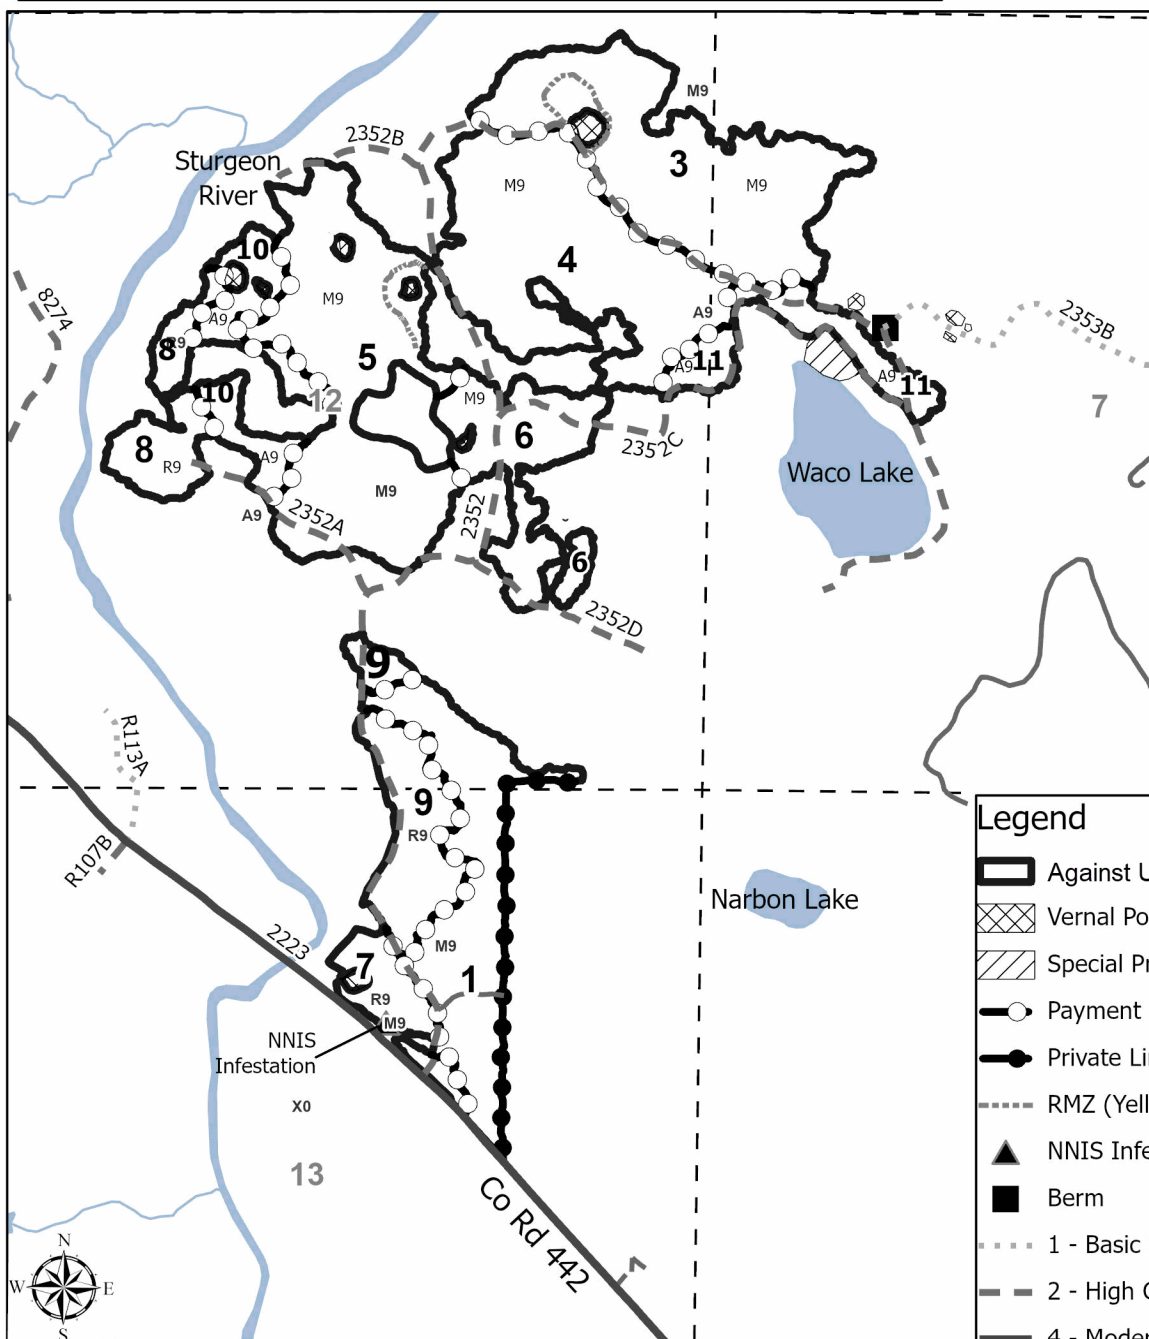 M9
3
2352B
Sturgeon
River
M9
M9
10
4
8274
M9
A9
A9
2353B
R9
8
5
11
A9
A9
11
M9
10
12
7
6
2352C
8
R9
A9
Waco Lake
M9
A9
2352A
2352
6
2352D
9
R113A
9
R9
Legend
R107B
Against U
Narbon Lake
Vernal Po
2223
M9
7
1
Special Pr
R9
Payment
M9
NNIS
Infestation
Private Lin
X0
RMZ (Yell
NNIS Infe
13
Berm
Co Rd 442
1 - Basic
N
W
E
S
2 - High C
4 - Moder